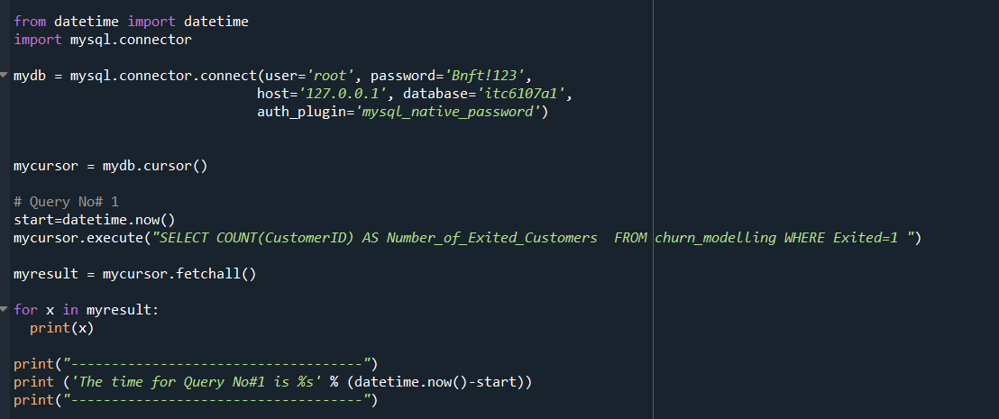 from datetime import datetime
import mysql.connector
mydb = mysql.connector.connect(user='root', password='Bnft!123',
                              host='127.0.0.1', database='itc6107a1',
                              auth_plugin='mysql_native_password')
mycursor = mydb.cursor()
# Query No# 1
start=datetime.now()
mycursor.execute("SELECT COUNT(CustomerID) AS Number_of_Exited_Customers  FROM churn_modelling WHERE Exited=1 ")
myresult = mycursor.fetchall()
for x in myresult:
  print(x)
print("------------------------------------")
print ('The time for Query No#1 is %s' % (datetime.now()-start))
print("------------------------------------")